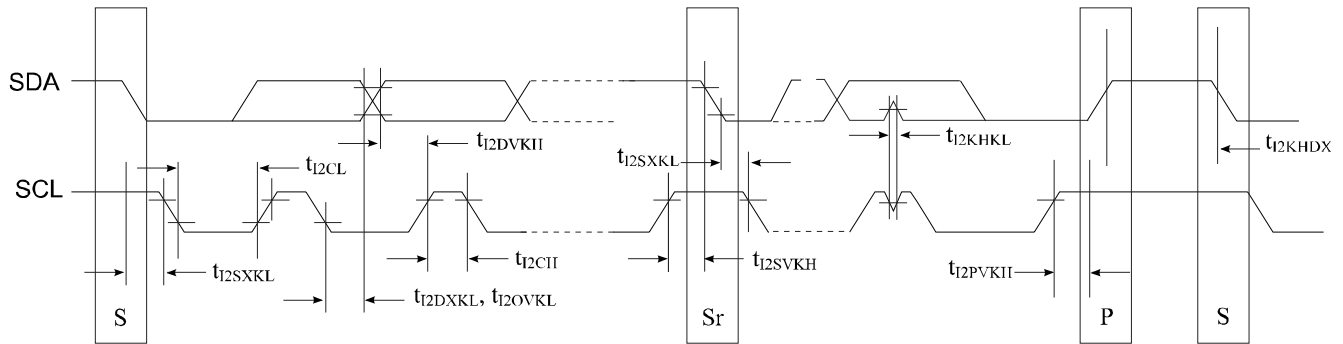 SDA
tI2DVKH
tI2KHKL
tI2KHDX
tI2CL
tI2SXKL
SCL
tI2SXKL
tI2CH
tI2SVKH
tI2PVKH
tI2DXKL, tI2OVKL
S
Sr
P
S